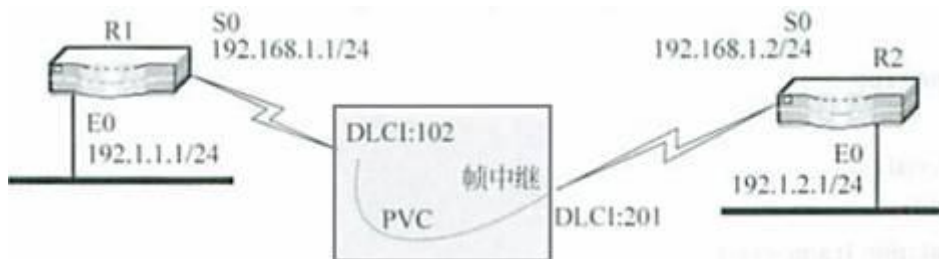 R1
S0
192.168.1.1/24
E0
192.1.1.1/24
DLCI:102
帧中继
PVC
DLCI:201
S0
192.168.1.2/24
R2
E0
192.1.2.1/24